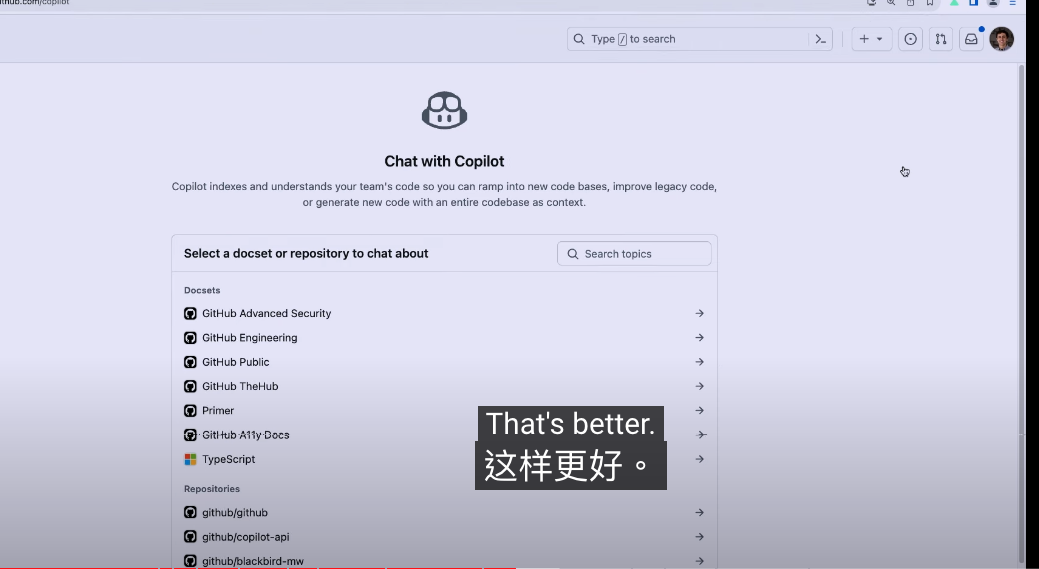 github.com/copilot
Type / to search
Chat with Copilot
Copilot indexes and understands your team's code so you can ramp into new code bases, improve legacy code,
or generate new code with an entire codebase as context.
Select a docset or repository to chat about
Search topics
Docsets
GitHub Advanced Security
GitHub Engineering
GitHub Public
GitHub TheHub
Primer
GitHub A11y Docs
TypeScript
Repositories
github/github
github/copilot-api
github/blackbird-mw
That's better.
这样更好。